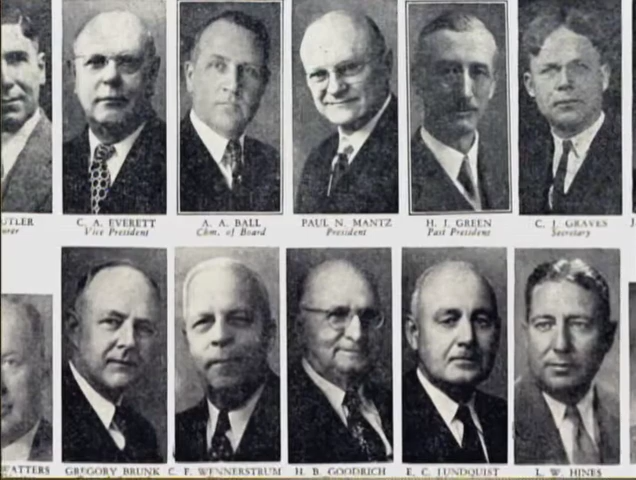 UTLER C. A. EVERETT A. A. BALL PAUL N. MANTZ H. J. GREEN C. J. GRAVES J
urer Vice President Chm. of Board President Past President Secretary
WATTERS GREGORY BRUNK C. F. WENNERSTRUM H. B. GOODRICH E. C. LUNDQUIST L. W. HINES